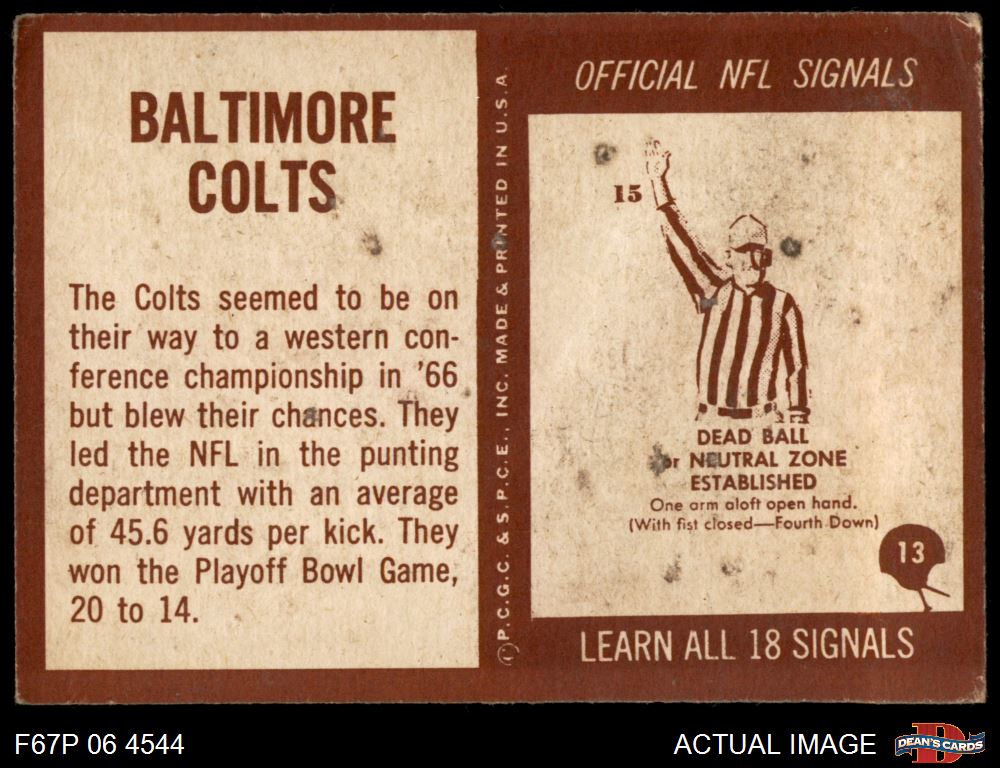 BALTIMORE
COLTS
The Colts seemed to be on
their way to a western con-
ference championship in '66
but blew their chances. They
led the NFL in the punting
department with an average
of 45.6 yards per kick. They
won the Playoff Bowl Game,
20 to 14.
© P.C.G.C. & S.P.C.E., INC. MADE & PRINTED IN U.S.A.
OFFICIAL NFL SIGNALS
15
DEAD BALL
or NEUTRAL ZONE
ESTABLISHED
One arm aloft open hand.
(With fist closed—Fourth Down)
13
LEARN ALL 18 SIGNALS
F67P 06 4544
ACTUAL IMAGE
D
DEAN'S CARDS